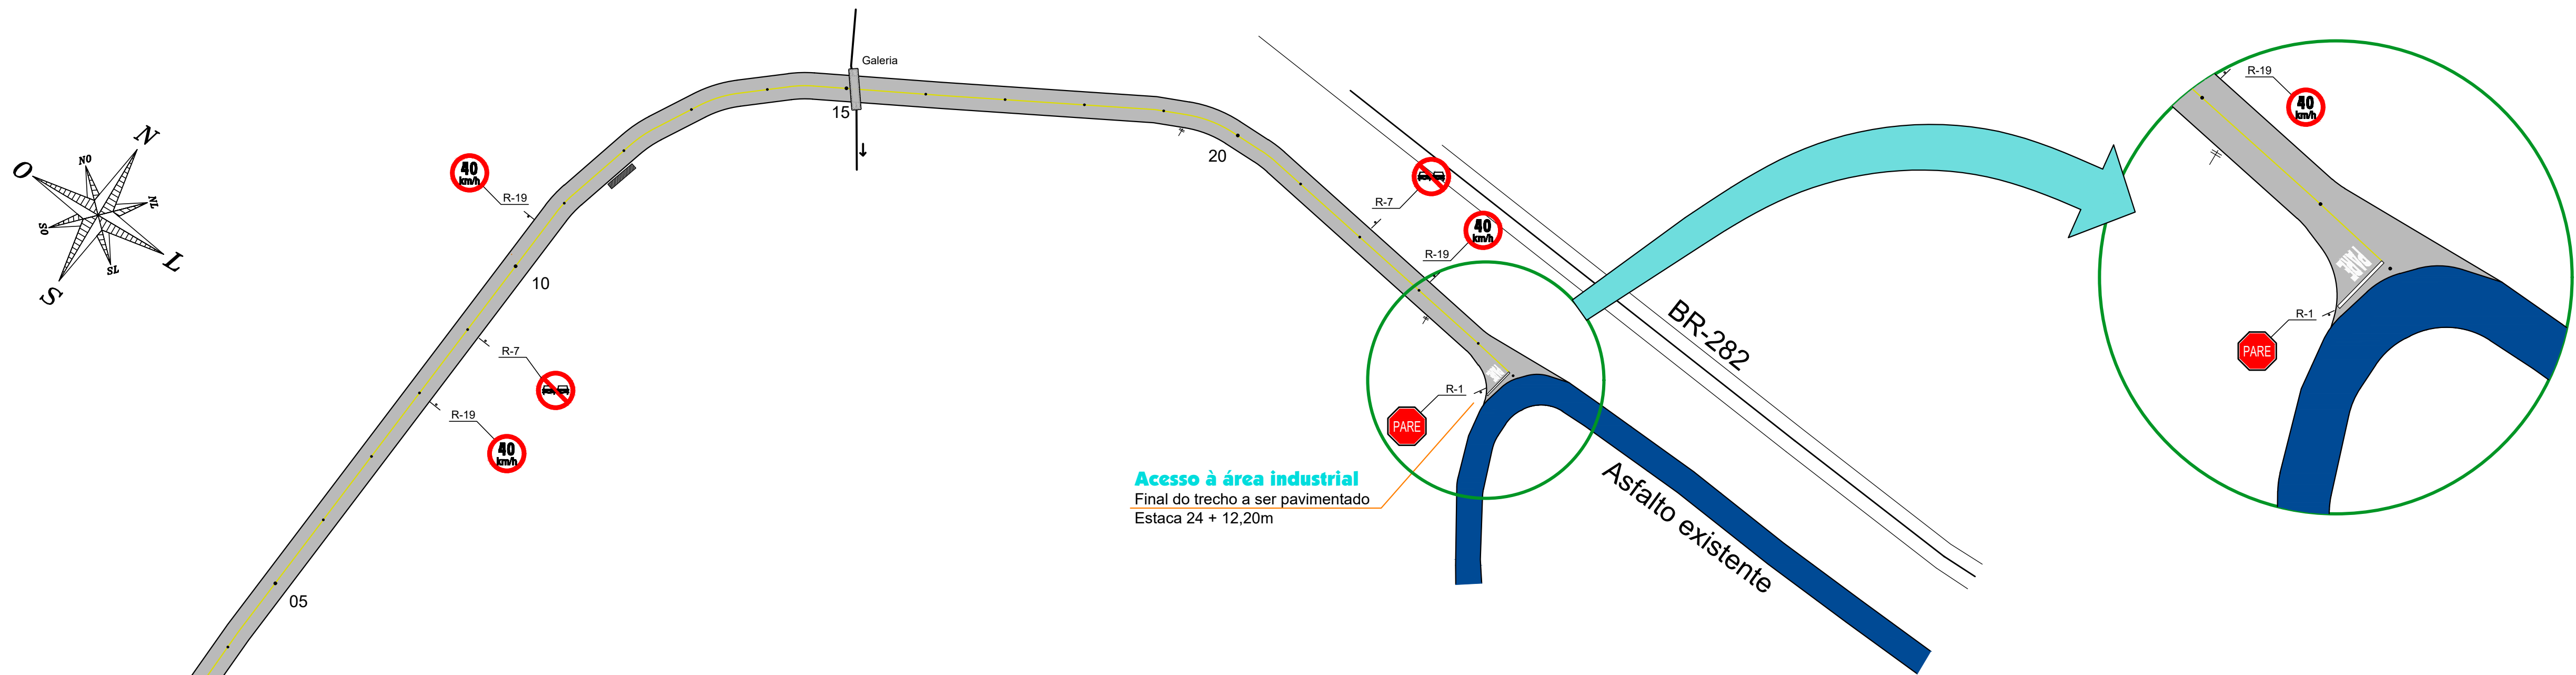 N
NO
O
NL
SO
L
SL
S
Galeria
15
20
40
km/h
R-19
10
R-7
R-19
40
km/h
05
R-7
40
km/h
R-19
BR-282
R-1
PARE
PARE
Acesso à área industrial
Final do trecho a ser pavimentado
Estaca 24 + 12,20m
Asfalto existente
R-19
40
km/h
PARE
R-1
PARE